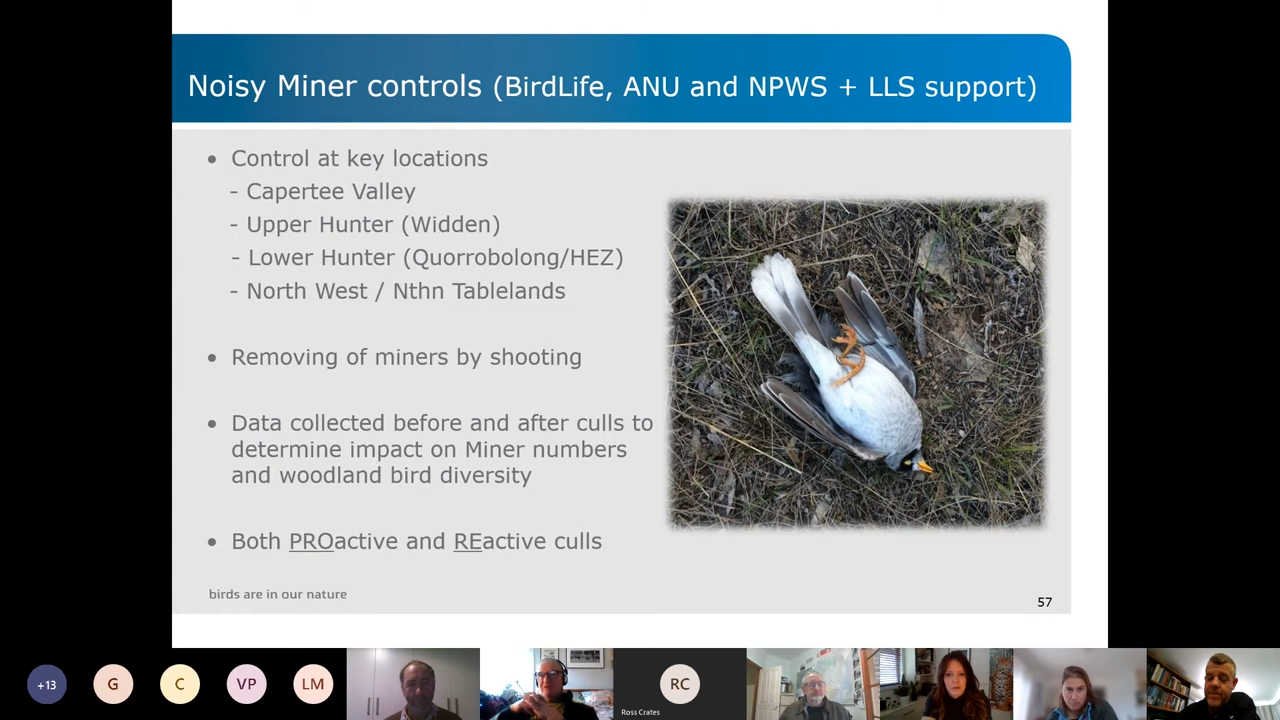 Noisy Miner controls (BirdLife, ANU and NPWS + LLS support)
• Control at key locations
- Capertee Valley
- Upper Hunter (Widden)
- Lower Hunter (Quorrobolong/HEZ)
- North West / Nthn Tablelands
• Removing of miners by shooting
• Data collected before and after culls to
determine impact on Miner numbers
and woodland bird diversity
• Both PROactive and REactive culls
birds are in our nature
57
+13
G
C
VP
LM
RC
Ross Crates